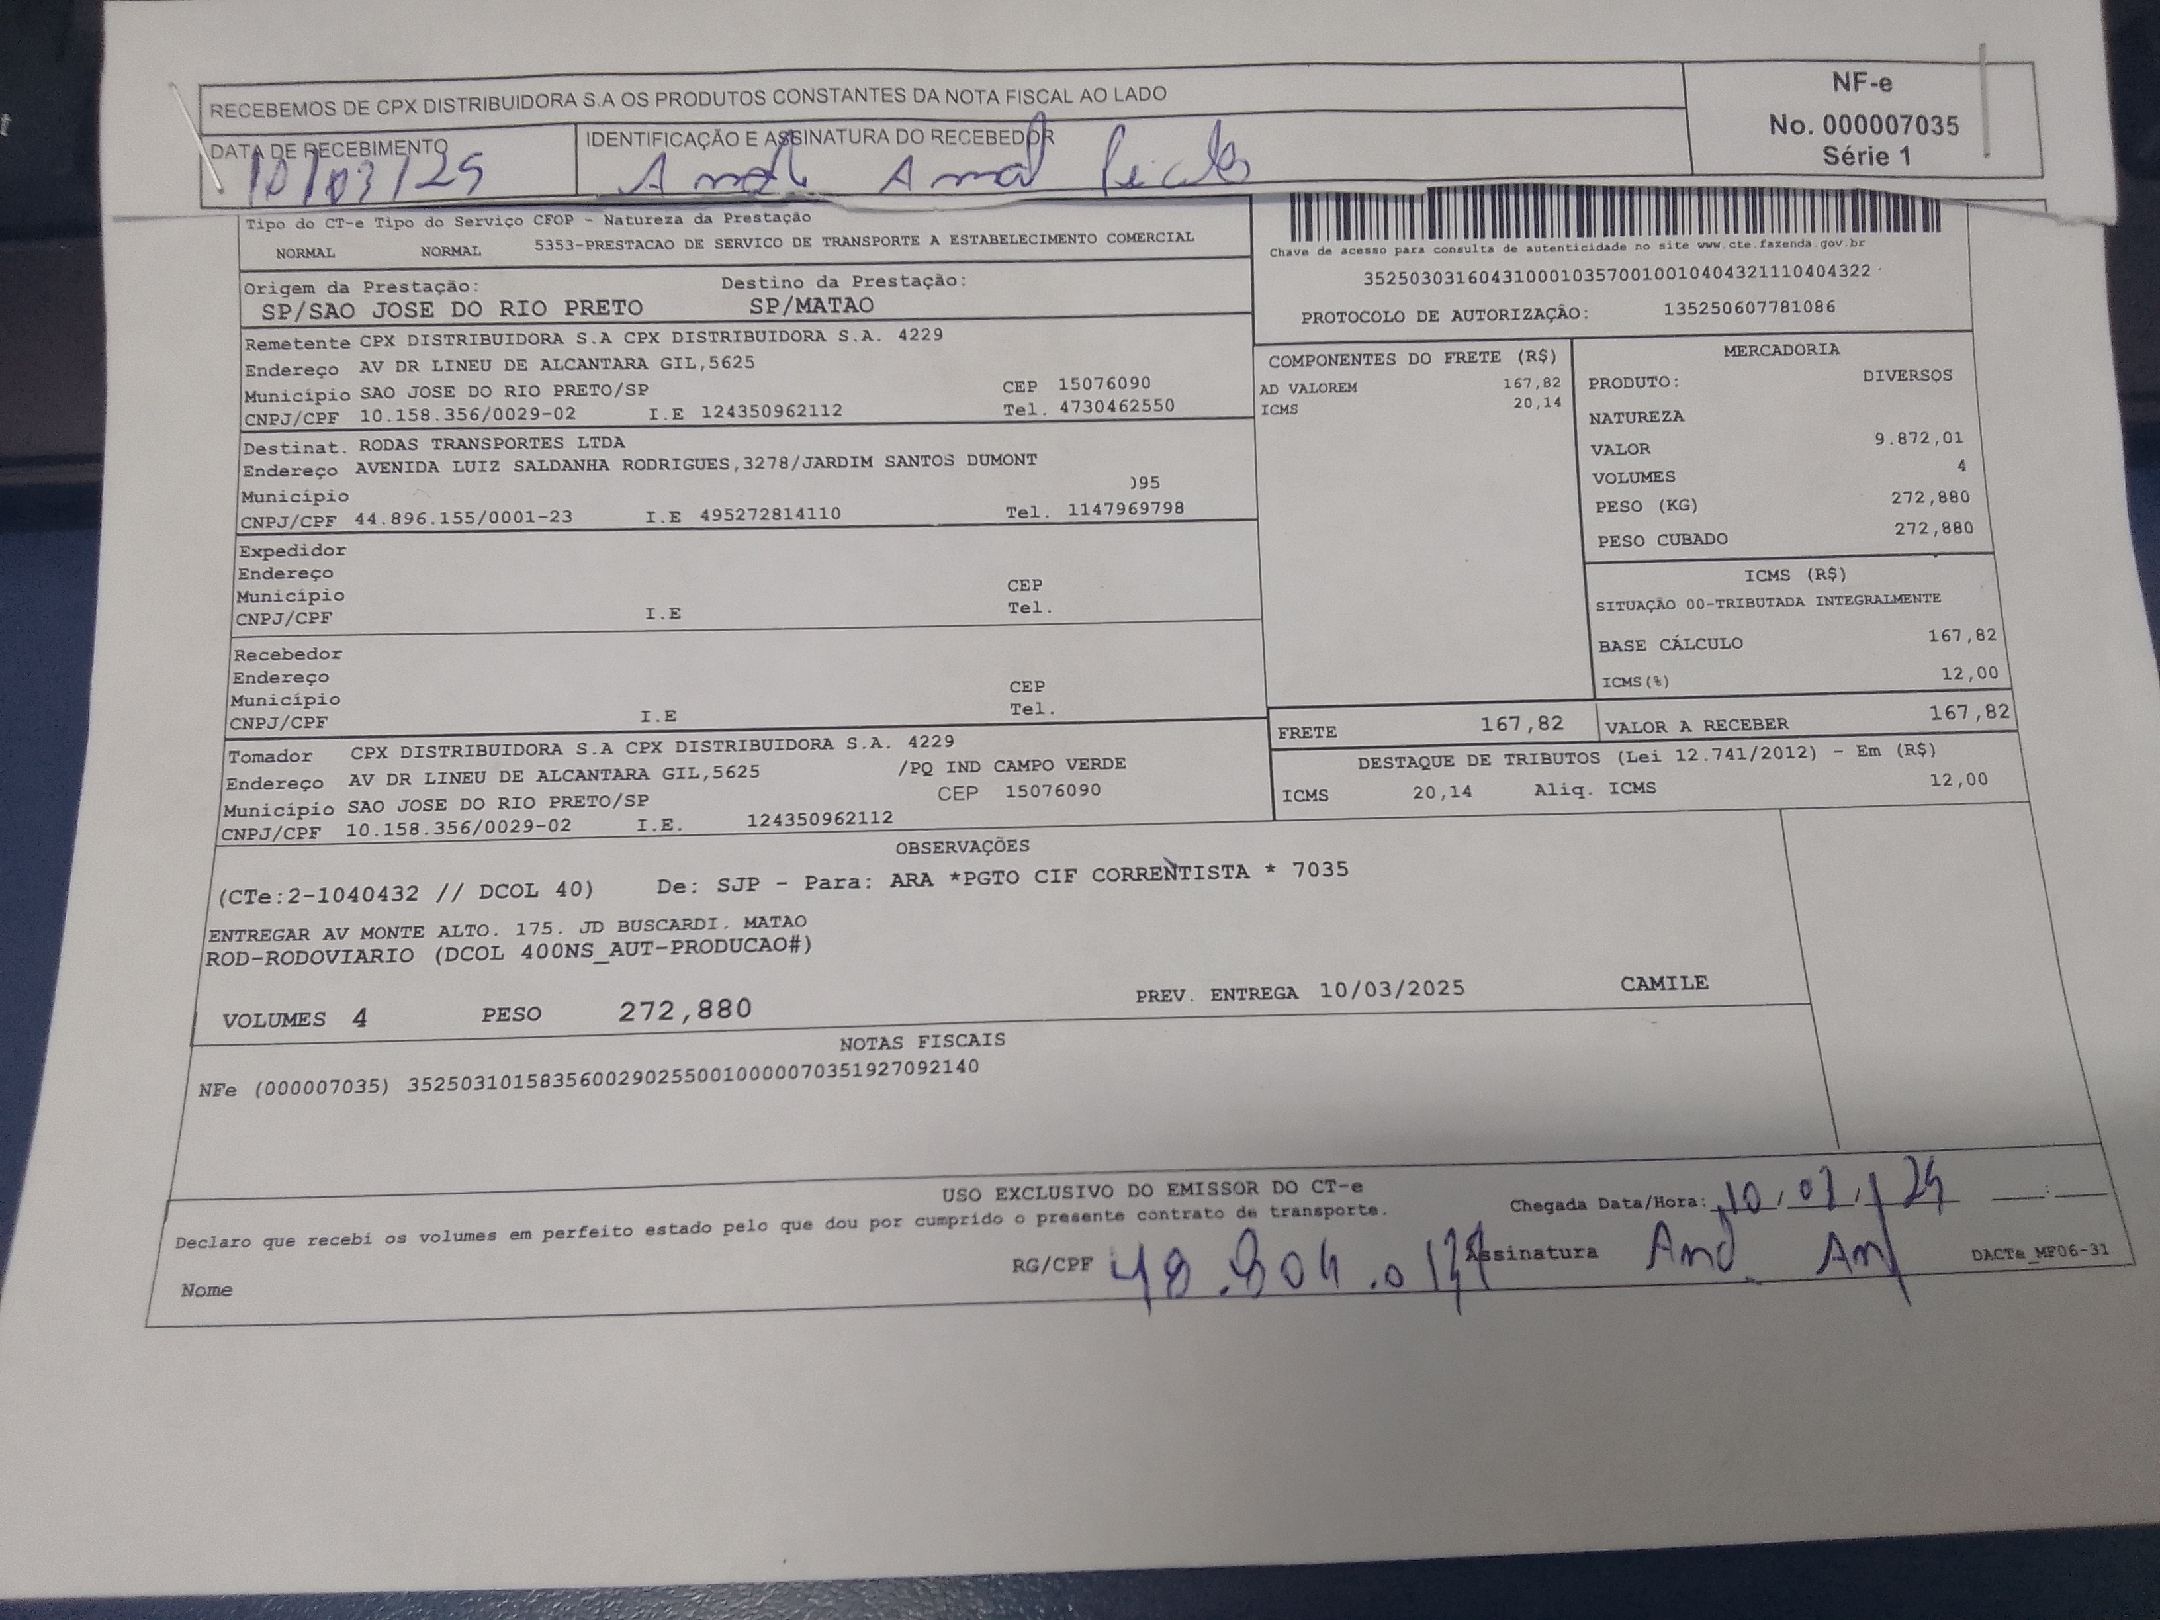 RECEBEMOS DE CPX DISTRIBUIDORA S.A OS PRODUTOS CONSTANTES DA NOTA FISCAL AO LADO
NF-e
No. 000007035
Série 1
DATA DE RECEBIMENTO
10/03/25
IDENTIFICAÇÃO E ASSINATURA DO RECEBEDOR
Tipo do CT-e Tipo do Serviço CFOP - Natureza da Prestação
NORMAL NORMAL 5353-PRESTACAO DE SERVICO DE TRANSPORTE A ESTABELECIMENTO COMERCIAL
Chave de acesso para consulta de autenticidade no site www.cte.fazenda.gov.br
35250303160431000103570010010404321110404322
PROTOCOLO DE AUTORIZAÇÃO: 135250607781086
Origem da Prestação: Destino da Prestação:
SP/SAO JOSE DO RIO PRETO SP/MATAO
Remetente CPX DISTRIBUIDORA S.A CPX DISTRIBUIDORA S.A. 4229
Endereço AV DR LINEU DE ALCANTARA GIL,5625
Município SAO JOSE DO RIO PRETO/SP CEP 15076090
CNPJ/CPF 10.158.356/0029-02 I.E 124350962112 Tel. 4730462550
Destinat. RODAS TRANSPORTES LTDA
Endereço AVENIDA LUIZ SALDANHA RODRIGUES,3278/JARDIM SANTOS DUMONT
Município 95
CNPJ/CPF 44.896.155/0001-23 I.E 495272814110 Tel. 1147969798
Expedidor
Endereço
Município CEP
CNPJ/CPF I.E Tel.
Recebedor
Endereço
Município CEP
CNPJ/CPF I.E Tel.
Tomador CPX DISTRIBUIDORA S.A CPX DISTRIBUIDORA S.A. 4229
Endereço AV DR LINEU DE ALCANTARA GIL,5625 /PQ IND CAMPO VERDE
Município SAO JOSE DO RIO PRETO/SP CEP 15076090
CNPJ/CPF 10.158.356/0029-02 I.E. 124350962112
COMPONENTES DO FRETE (R$)
AD VALOREM 167,82
ICMS 20,14
MERCADORIA
PRODUTO: DIVERSOS
NATUREZA
VALOR 9.872,01
VOLUMES 4
PESO (KG) 272,880
PESO CUBADO 272,880
ICMS (R$)
SITUAÇÃO 00-TRIBUTADA INTEGRALMENTE
BASE CÁLCULO 167,82
ICMS(%) 12,00
FRETE 167,82 VALOR A RECEBER 167,82
DESTAQUE DE TRIBUTOS (Lei 12.741/2012) - Em (R$)
ICMS 20,14 Aliq. ICMS 12,00
OBSERVAÇÕES
(CTe:2-1040432 // DCOL 40) De: SJP - Para: ARA *PGTO CIF CORRENTISTA * 7035
ENTREGAR AV MONTE ALTO. 175. JD BUSCARDI. MATAO
ROD-RODOVIARIO (DCOL 400NS_AUT-PRODUCAO#)
VOLUMES 4 PESO 272,880 PREV. ENTREGA 10/03/2025 CAMILE
NOTAS FISCAIS
NFe (000007035) 35250310158356002902550010000070351927092140
USO EXCLUSIVO DO EMISSOR DO CT-e
Declaro que recebi os volumes em perfeito estado pelo que dou por cumprido o presente contrato de transporte.
Chegada Data/Hora: 10/03/25 ___:___
Nome RG/CPF Assinatura DACTe_MF06-31